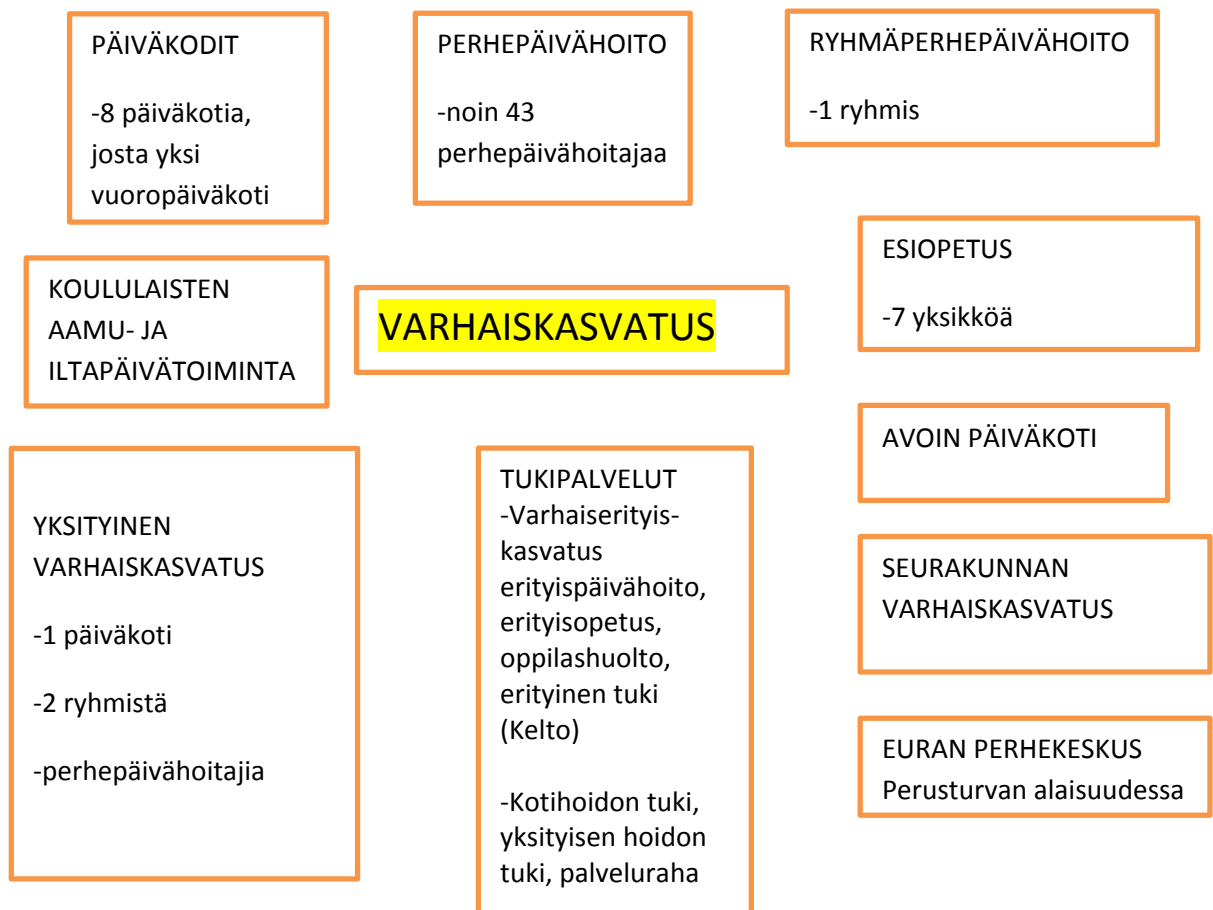 PÄIVÄKODIT
-8 päiväkotia,
josta yksi
vuoropäiväkoti
PERHEPÄIVÄHOITO
-noin 43
perhepäivähoitajaa
RYHMÄPERHEPÄIVÄHOITO
-1 ryhmis
KOULULAISTEN
AAMU- JA
ILTAPÄIVÄTOIMINTA
VARHAISKASVATUS
ESIOPETUS
-7 yksikköä
AVOIN PÄIVÄKOTI
YKSITYINEN
VARHAISKASVATUS
-1 päiväkoti
-2 ryhmistä
-perhepäivähoitajia
TUKIPALVELUT
-Varhaiserityis-
kasvatus
erityispäivähoito,
erityisopetus,
oppilashuolto,
erityinen tuki
(Kelto)
-Kotihoidon tuki,
yksityisen hoidon
tuki, palveluraha
SEURAKUNNAN
VARHAISKASVATUS
EURAN PERHEKESKUS
Perusturvan alaisuudessa